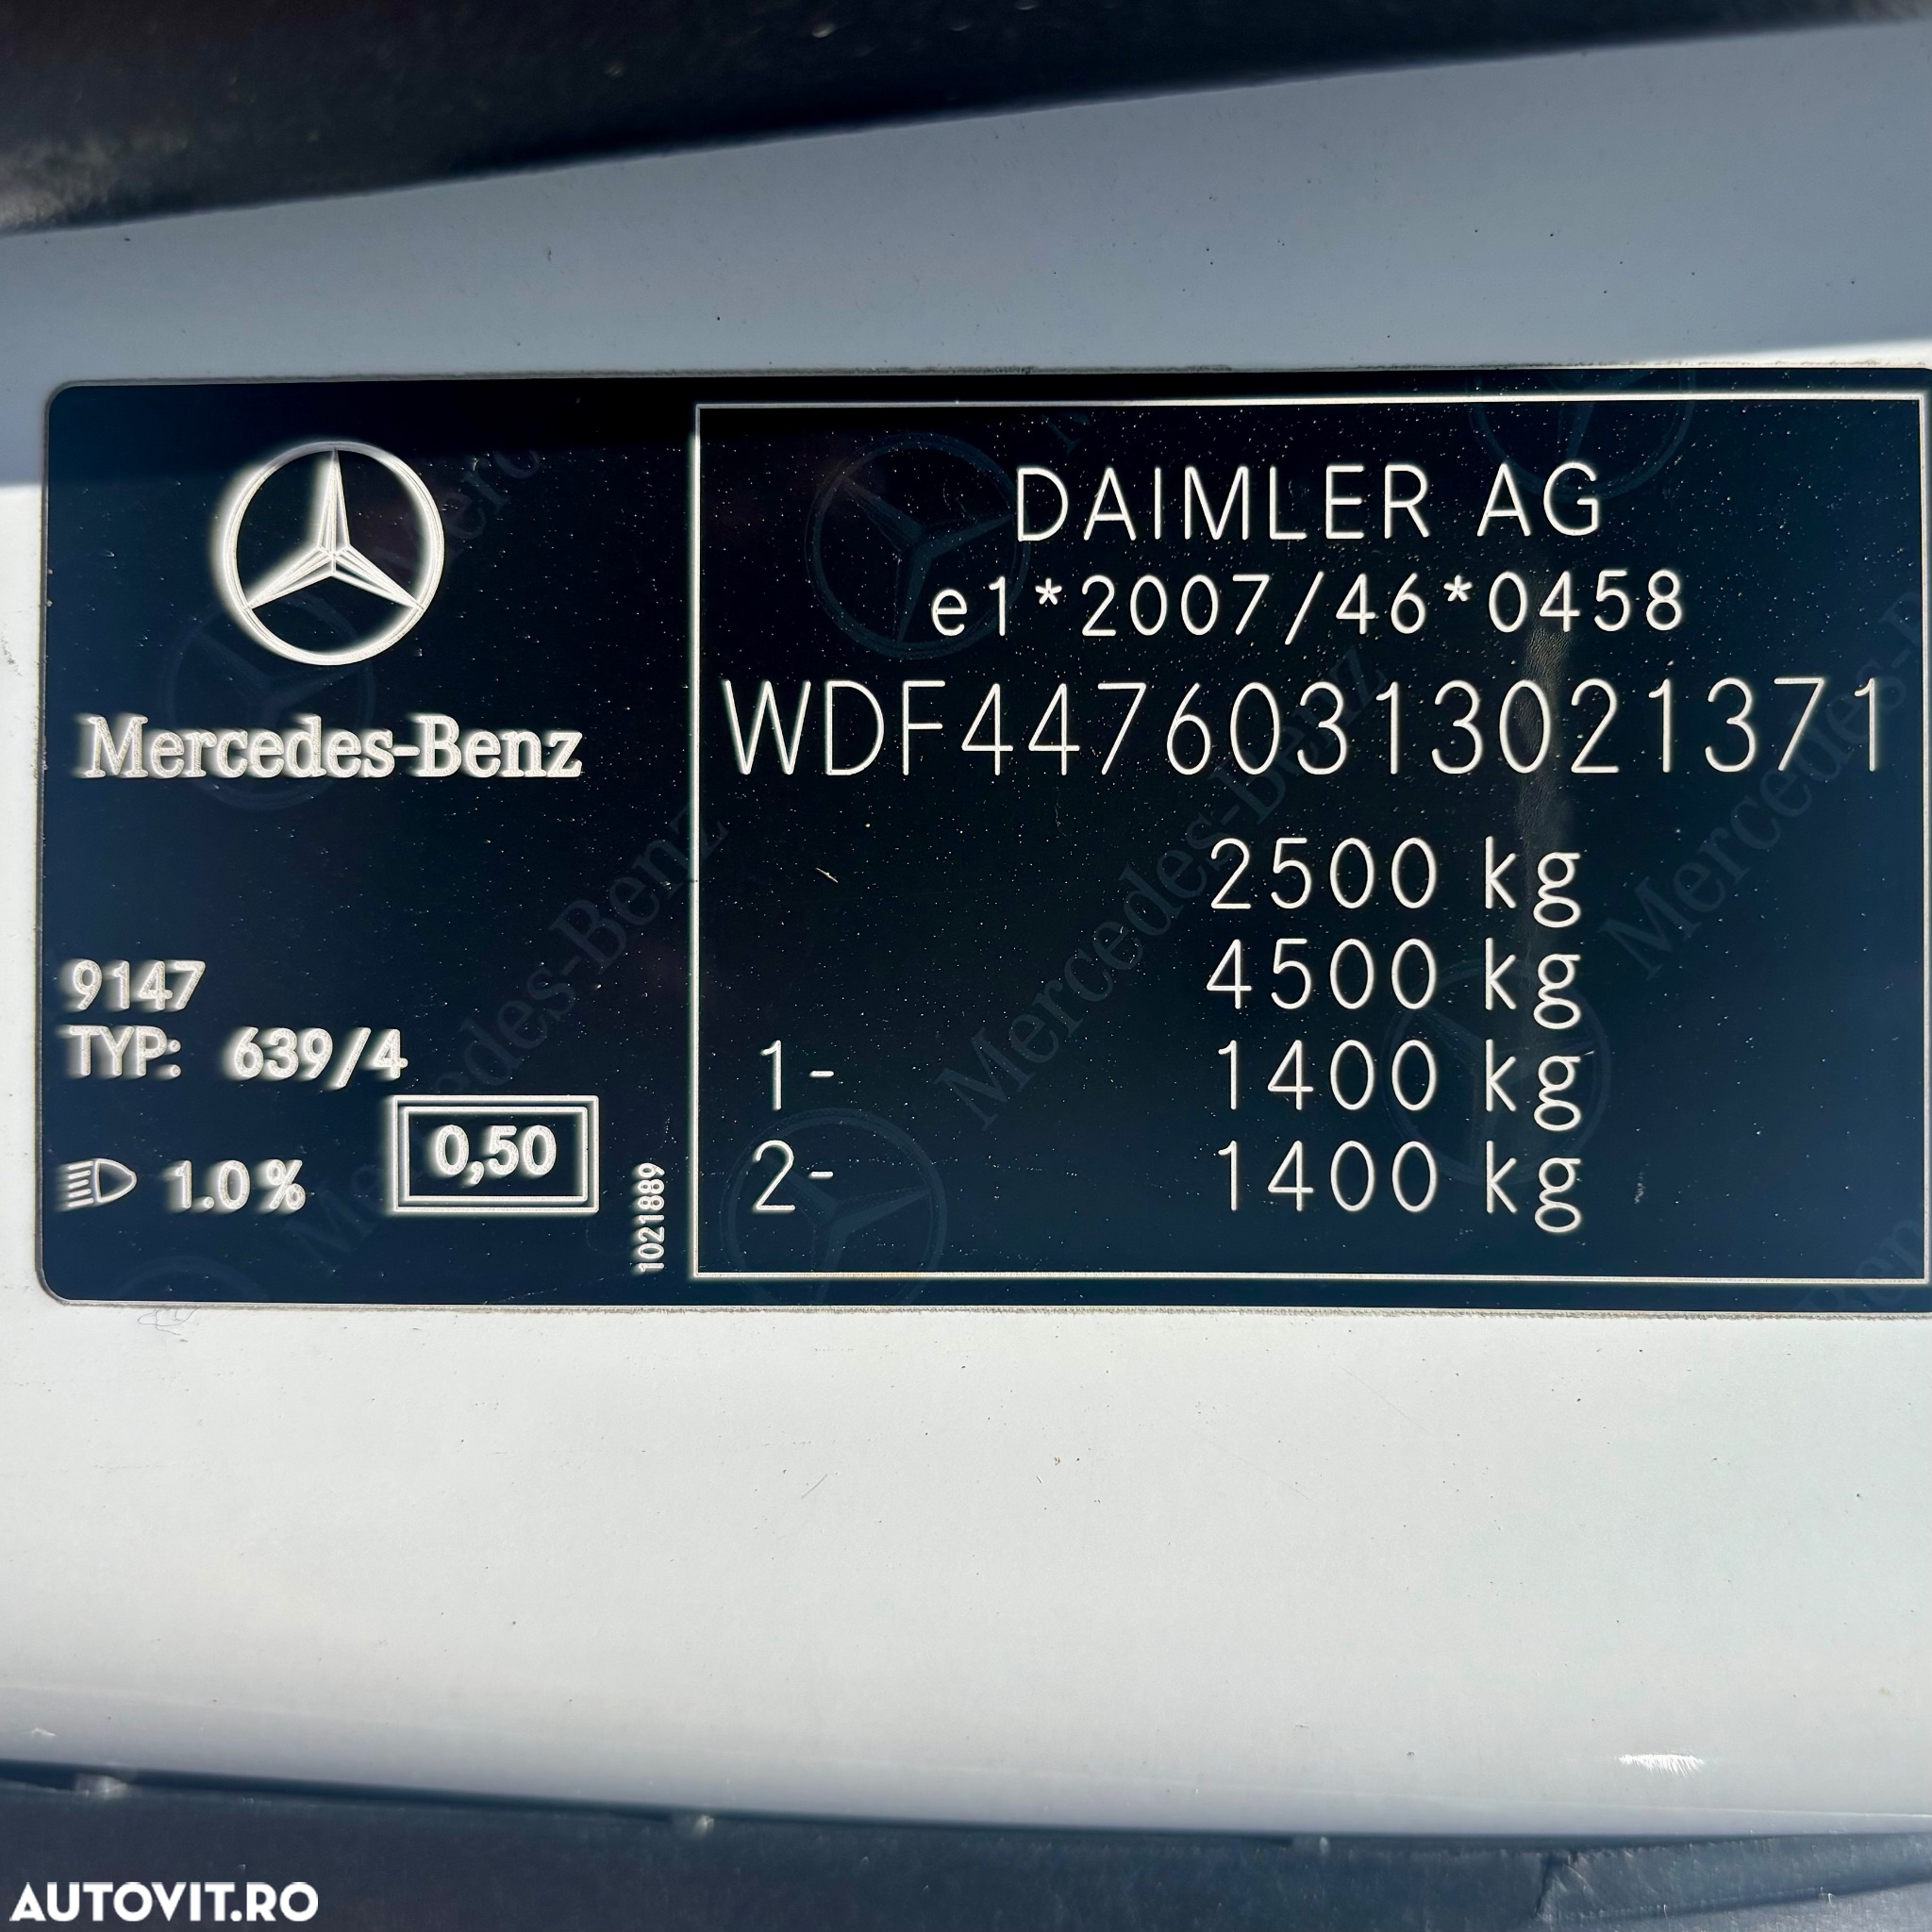 Mercedes-Benz
9147
TYP: 639/4
1.0%
0,50
1021889
DAIMLER AG
e1*2007/46*0458
WDF44760313021371
2500 kg
4500 kg
1- 1400 kg
2- 1400 kg
AUTOVIT.RO